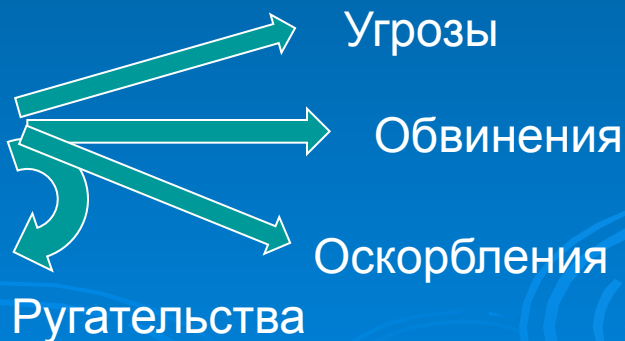 Угрозы
Обвинения
Оскорбления
Ругательства